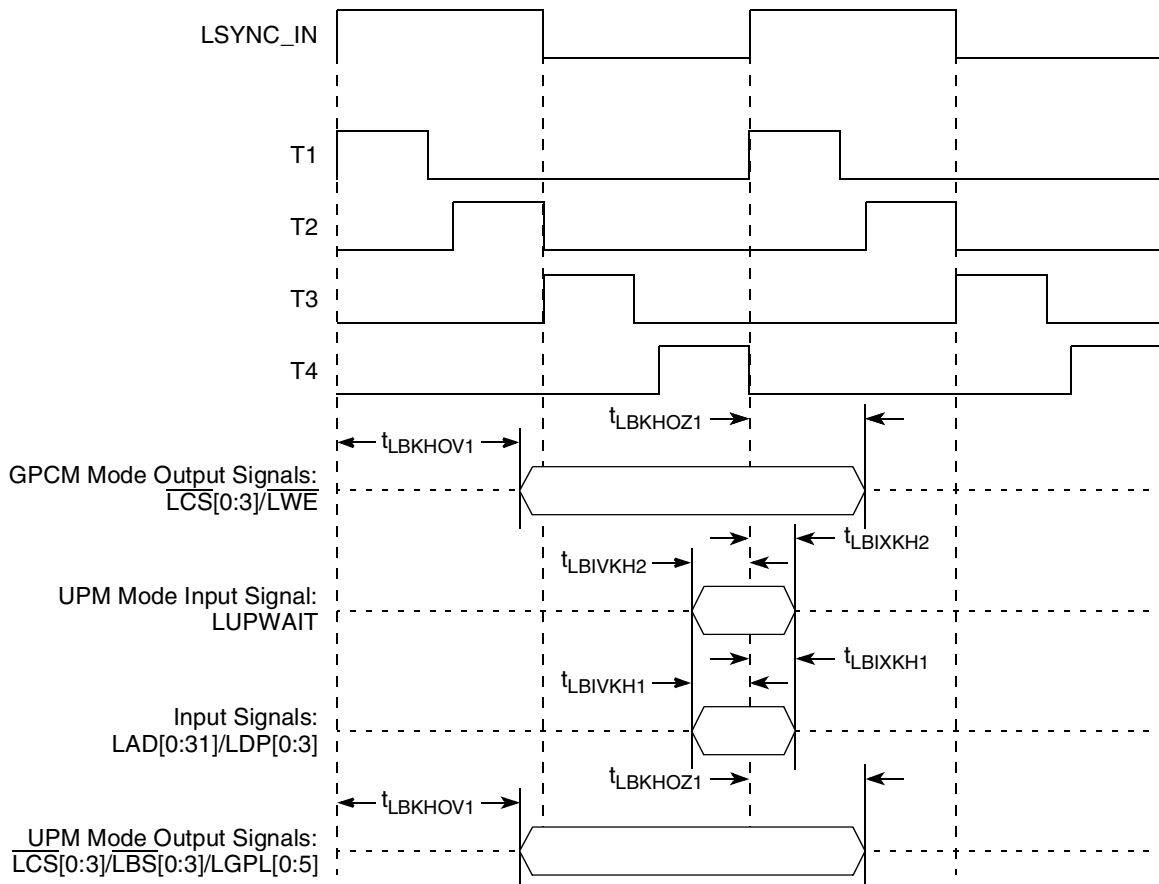 LSYNC_IN
T1
T2
T3
T4
tLBKHOZ1
tLBKHOV1
GPCM Mode Output Signals:
LCS[0:3]/LWE
tLBIXKH2
tLBIVKH2
UPM Mode Input Signal:
LUPWAIT
tLBIXKH1
tLBIVKH1
Input Signals:
LAD[0:31]/LDP[0:3]
tLBKHOZ1
tLBKHOV1
UPM Mode Output Signals:
LCS[0:3]/LBS[0:3]/LGPL[0:5]